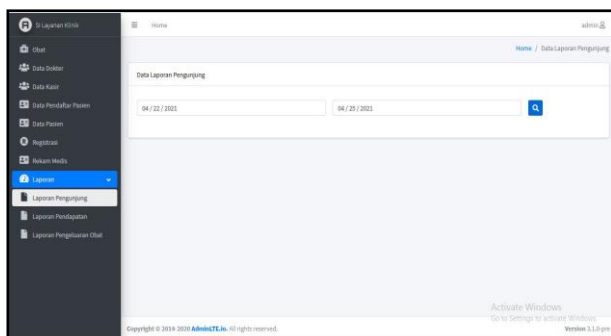 Si Layanan Klinik
Home
admin
Obat
Data Dokter
Data Kasir
Data Pendaftar Pasien
Data Pasien
Registrasi
Rekam Medis
Laporan
Laporan Pengunjung
Laporan Pendapatan
Laporan Pengeluaran Obat
Home / Data Laporan Pengunjung
Data Laporan Pengunjung
04 / 22 / 2021
04 / 25 / 2021
Activate Windows
Go to Settings to activate Windows.
Copyright © 2014-2020 AdminLTE.io. All rights reserved.
Version 3.1.0-pre